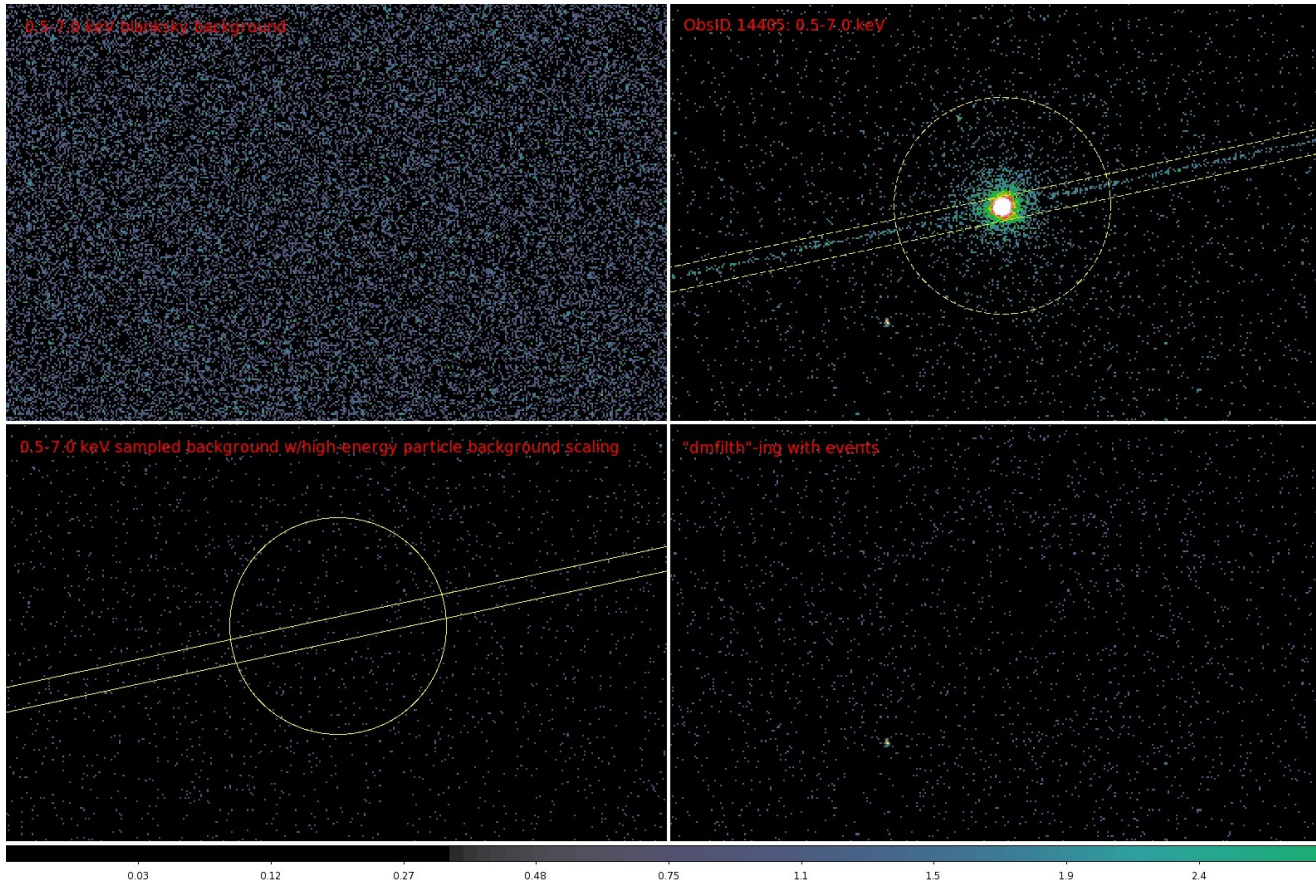 0.5-7.0 keV blanksky background
ObsID 14405: 0.5-7.0 keV
0.5-7.0 keV sampled background w/high-energy particle background scaling
"dmfilth"-ing with events
0.03 0.12 0.27 0.48 0.75 1.1 1.5 1.9 2.4